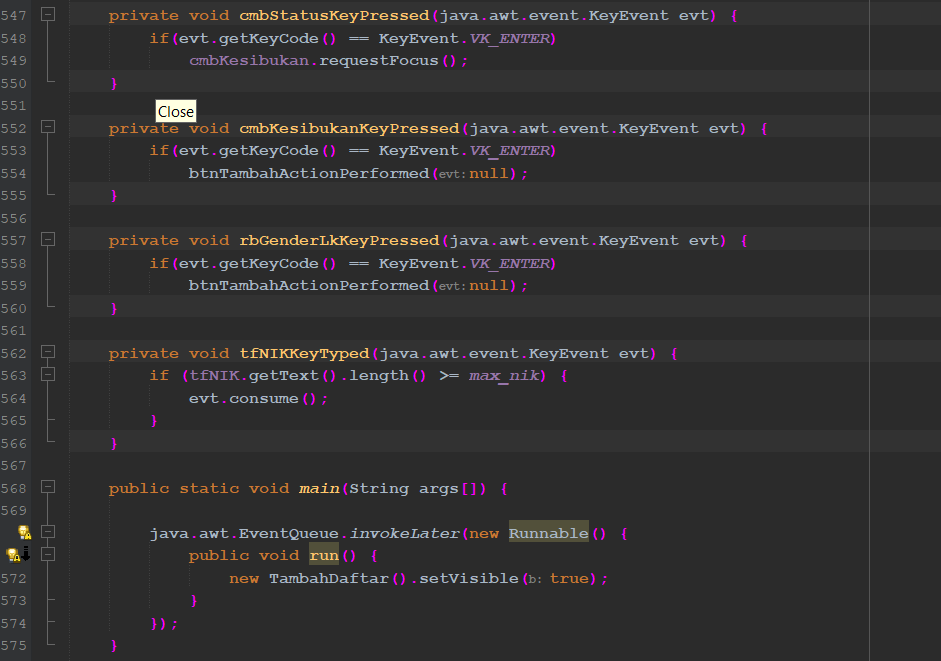 547 private void cmbStatusKeyPressed(java.awt.event.KeyEvent evt) {
548 if(evt.getKeyCode() == KeyEvent.VK_ENTER)
549 cmbKesibukan.requestFocus();
550 }
551
Close
552 private void cmbKesibukanKeyPressed(java.awt.event.KeyEvent evt) {
553 if(evt.getKeyCode() == KeyEvent.VK_ENTER)
554 btnTambahActionPerformed(evt:null);
555 }
556
557 private void rbGenderLkKeyPressed(java.awt.event.KeyEvent evt) {
558 if(evt.getKeyCode() == KeyEvent.VK_ENTER)
559 btnTambahActionPerformed(evt:null);
560 }
561
562 private void tfNIKKeyTyped(java.awt.event.KeyEvent evt) {
563 if (tfNIK.getText().length() >= max_nik) {
564 evt.consume();
565 }
566 }
567
568 public static void main(String args[]) {
569
java.awt.EventQueue.invokeLater(new Runnable() {
public void run() {
572 new TambahDaftar().setVisible(b:true);
573 }
574 });
575 }